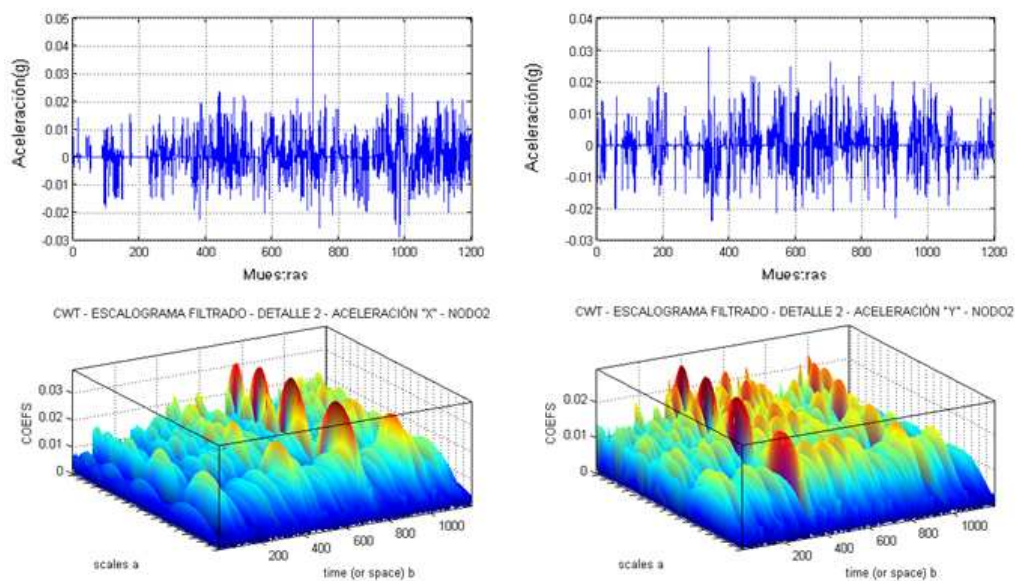 0.05
0.04
0.03
0.02
0.01
0
-0.01
-0.02
-0.03
Aceleración(g)
0 200 400 600 800 1000 1200
Muestras
0.04
0.03
0.02
0.01
0
-0.01
-0.02
-0.03
Aceleración(g)
0 200 400 600 800 1000 1200
Muestras
CWT - ESCALOGRAMA FILTRADO - DETALLE 2 - ACELERACIÓN "X" - NODO2
0.03
0.02
0.01
0
COEFS
scales a
200 400 600 800 1000
time (or space) b
CWT - ESCALOGRAMA FILTRADO - DETALLE 2 - ACELERACIÓN "Y" - NODO2
0.02
0.01
0
COEFS
scales a
200 400 600 800 1000
time (or space) b